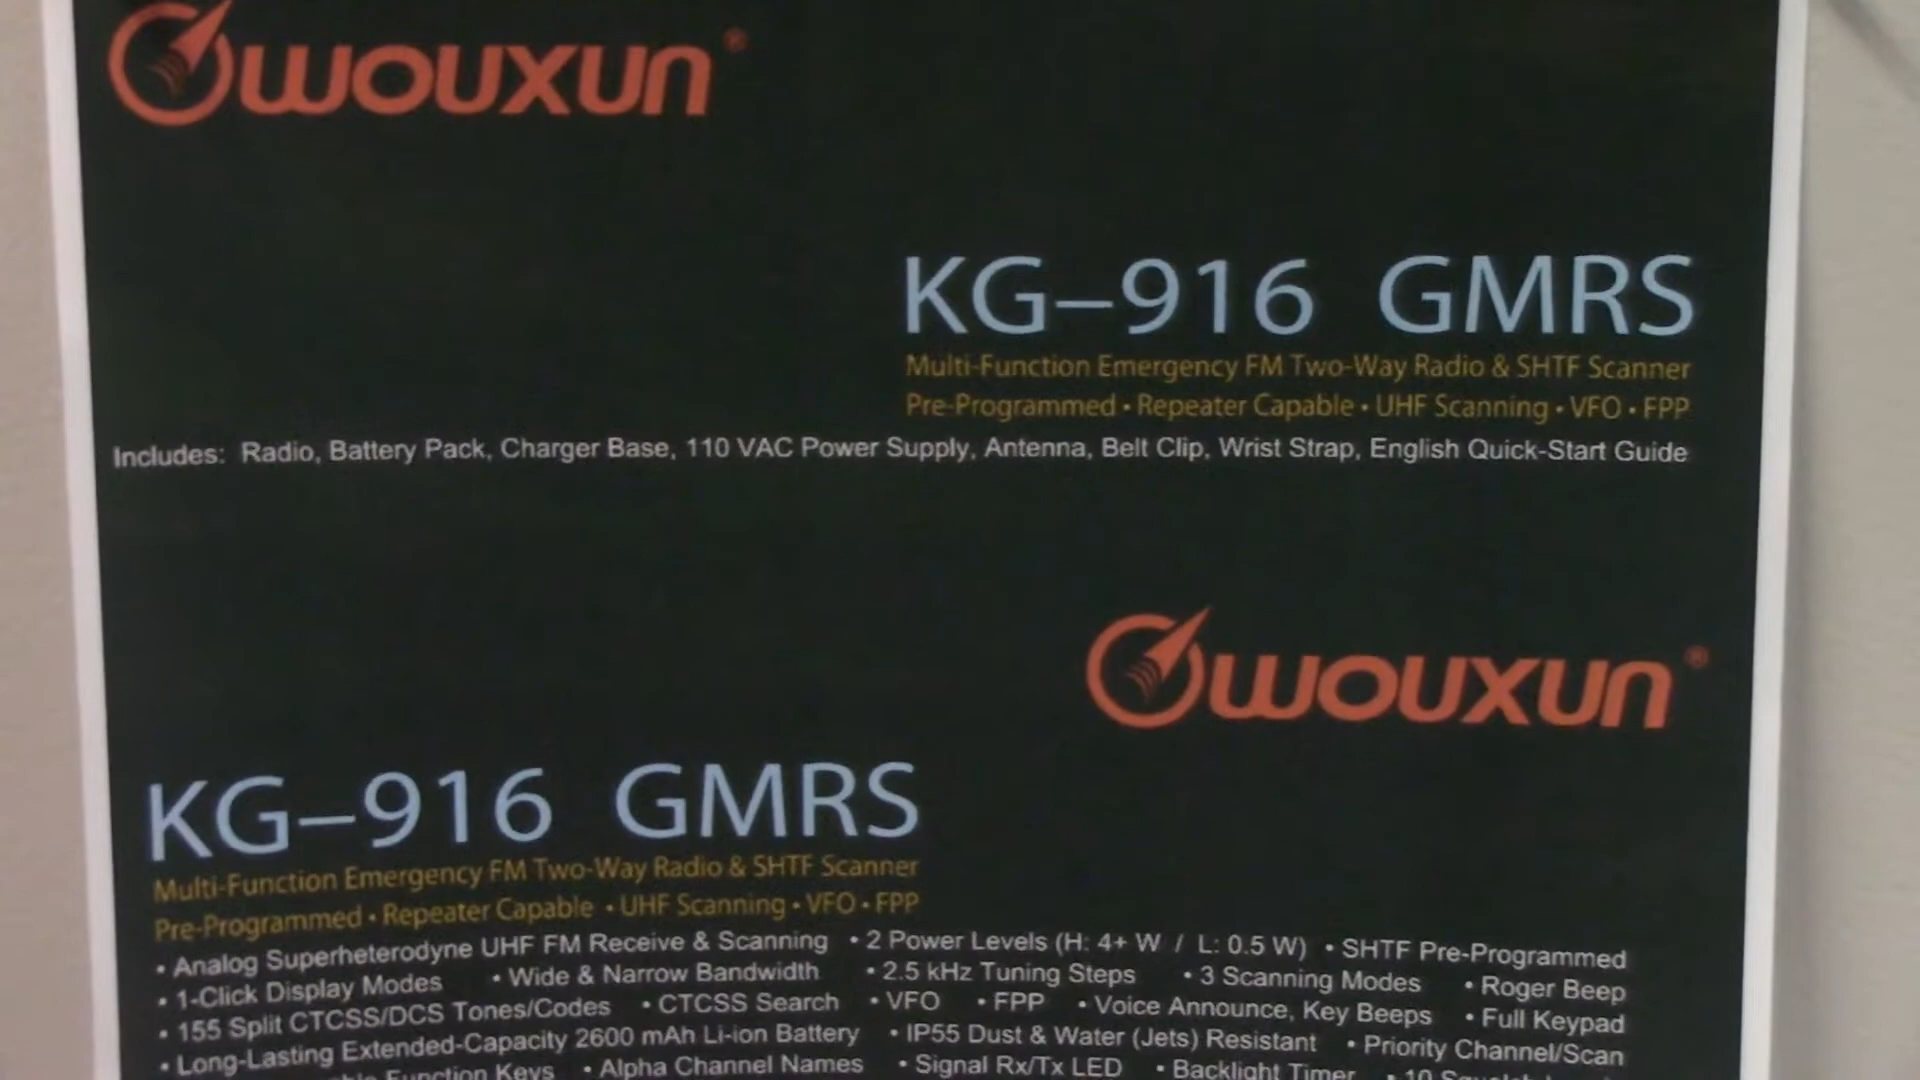 wouxun®
KG–916 GMRS
Multi-Function Emergency FM Two-Way Radio & SHTF Scanner
Pre-Programmed • Repeater Capable • UHF Scanning • VFO • FPP
Includes: Radio, Battery Pack, Charger Base, 110 VAC Power Supply, Antenna, Belt Clip, Wrist Strap, English Quick-Start Guide
wouxun®
KG–916 GMRS
Multi-Function Emergency FM Two-Way Radio & SHTF Scanner
Pre-Programmed • Repeater Capable • UHF Scanning • VFO • FPP
• Analog Superheterodyne UHF FM Receive & Scanning • 2 Power Levels (H: 4+ W / L: 0.5 W) • SHTF Pre-Programmed
• 1-Click Display Modes • Wide & Narrow Bandwidth • 2.5 kHz Tuning Steps • 3 Scanning Modes • Roger Beep
• 155 Split CTCSS/DCS Tones/Codes • CTCSS Search • VFO • FPP • Voice Announce, Key Beeps • Full Keypad
• Long-Lasting Extended-Capacity 2600 mAh Li-ion Battery • IP55 Dust & Water (Jets) Resistant • Priority Channel/Scan
Function Keys • Alpha Channel Names • Signal Rx/Tx LED • Backlight Timer • 10